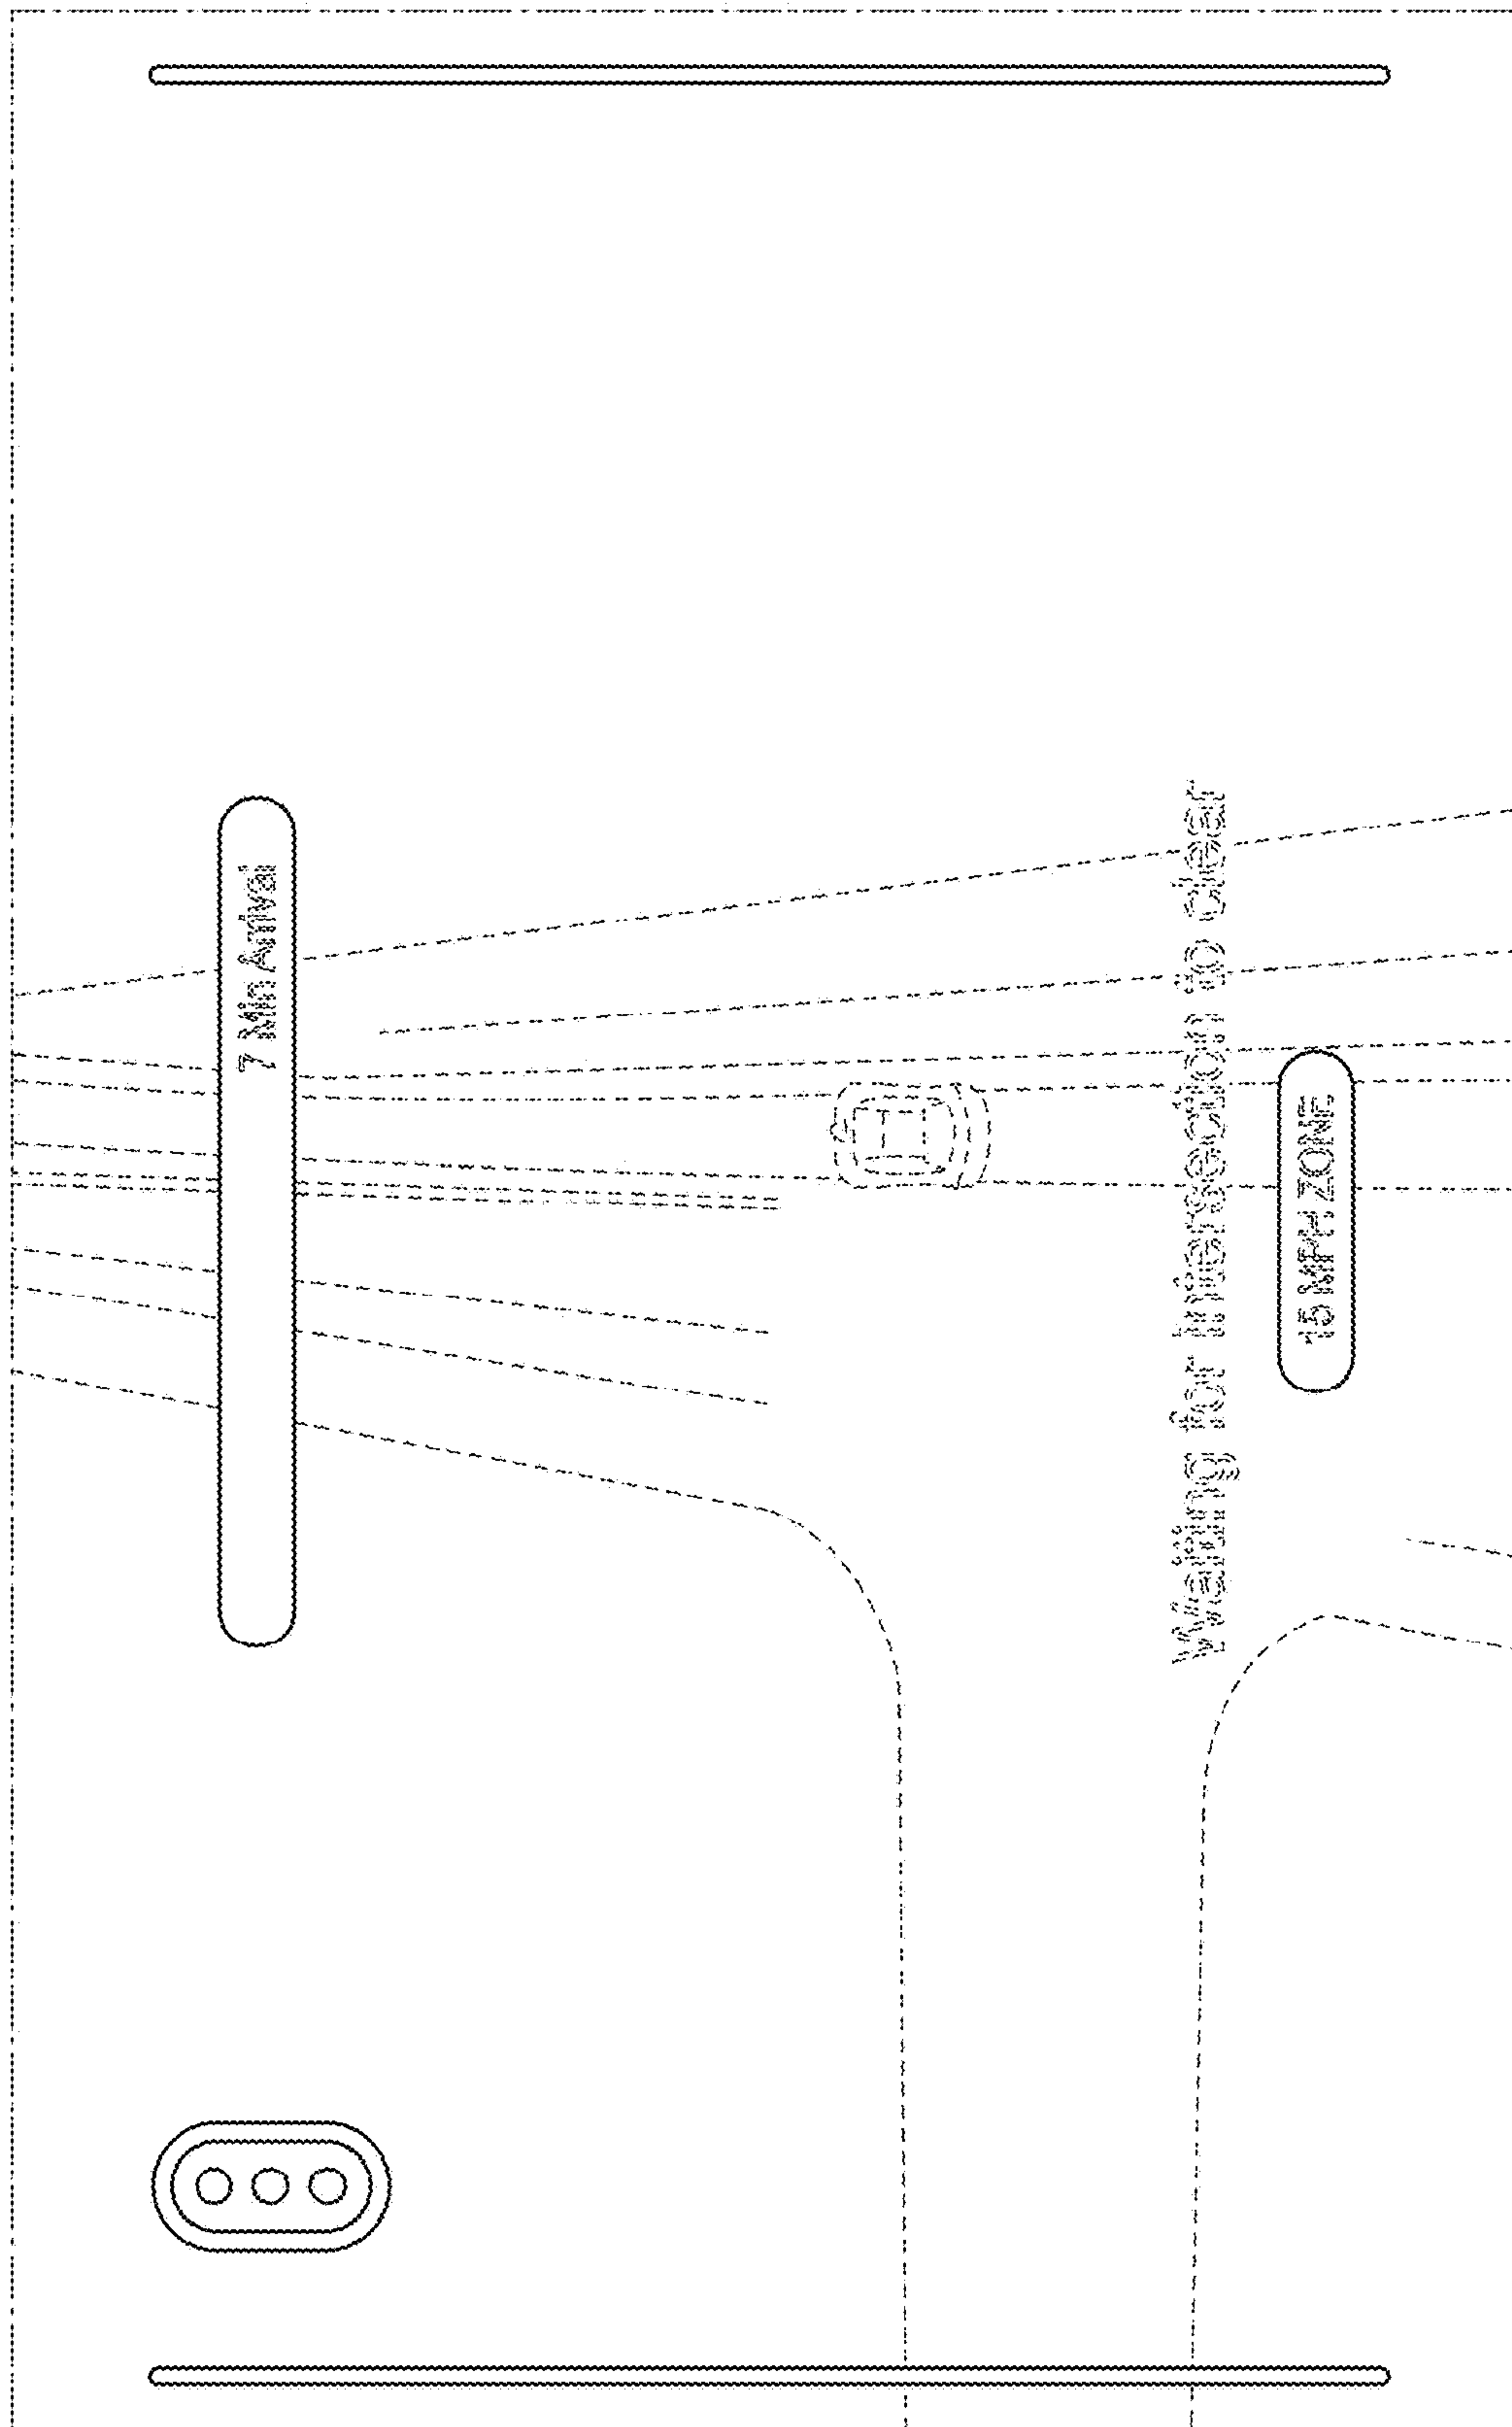 7 Min Arrival
Waiting for intersection to clear
15 MPH ZONE